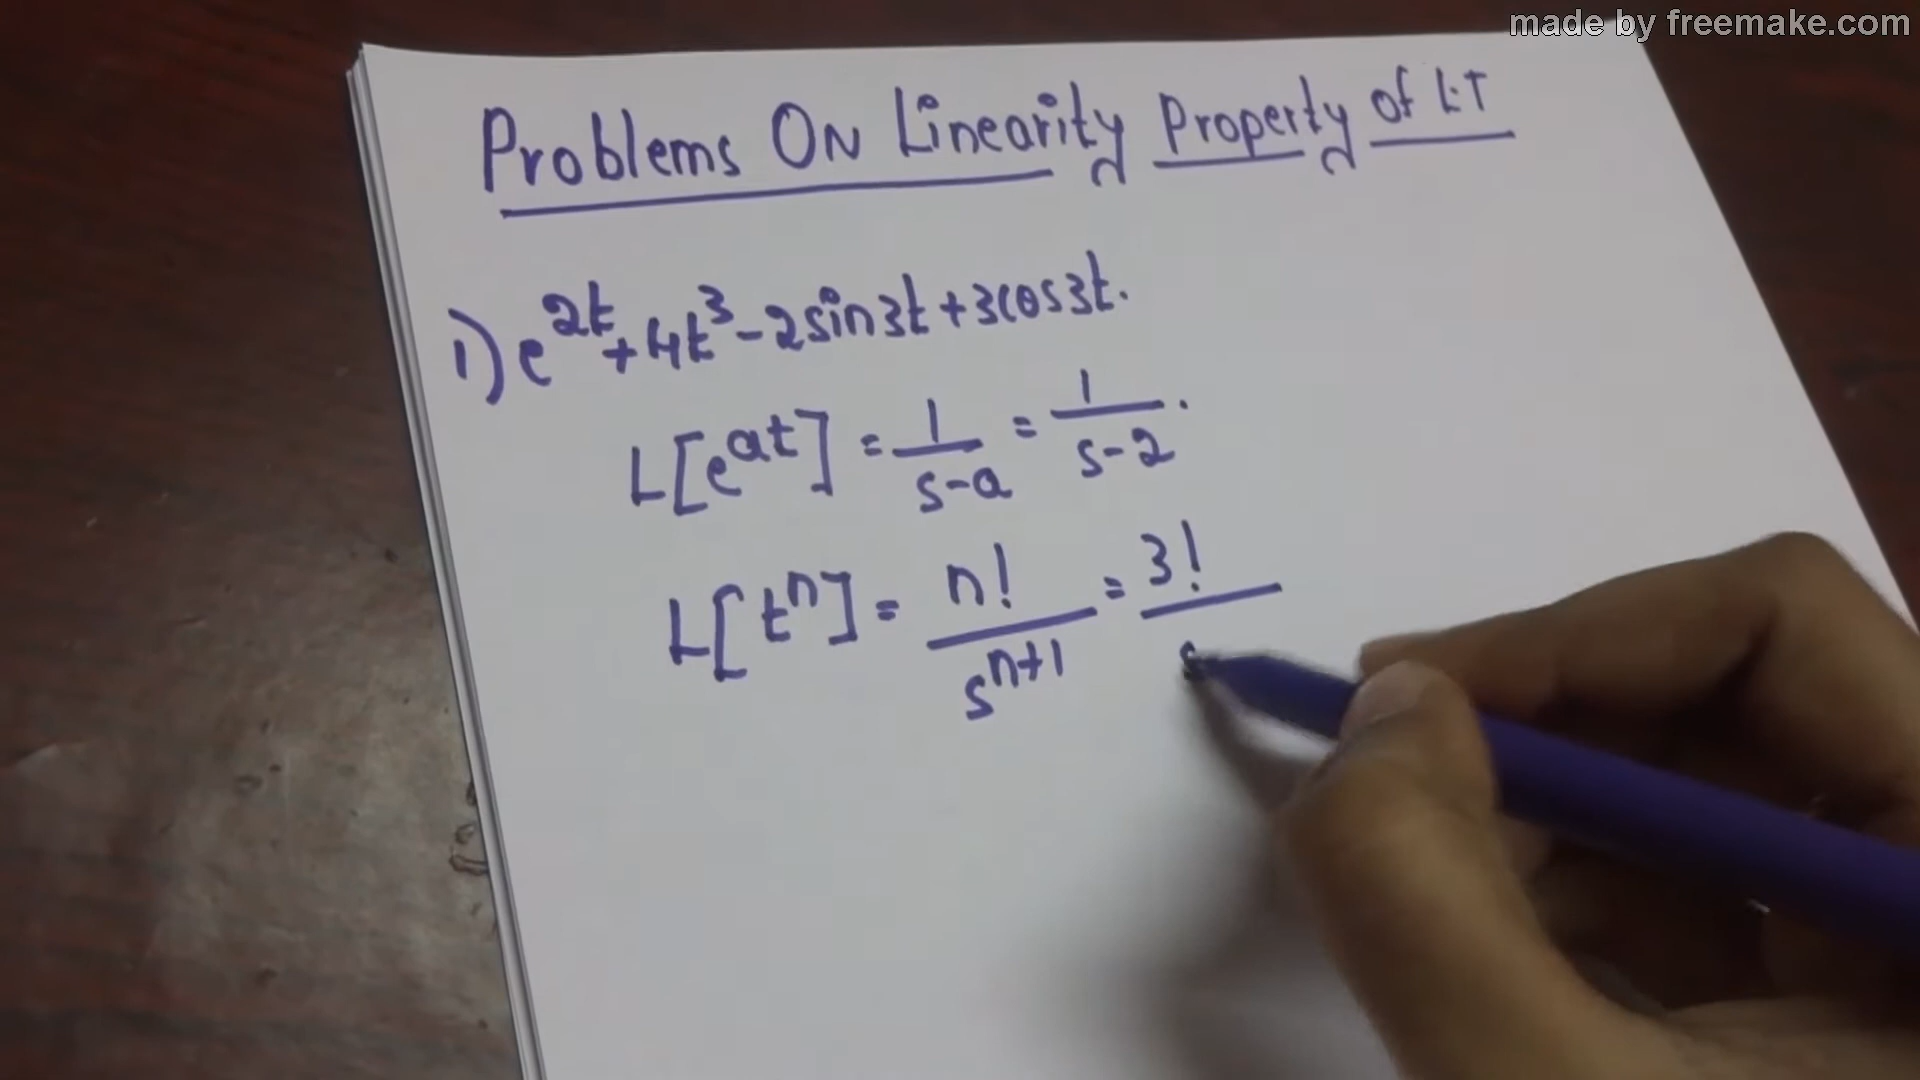 made by freemake.com
Problems On Linearity Property of L.T
1) e^2t + 4t^3 - 2sin3t + 3cos3t.
L[e^at] = 1/(s-a) = 1/(s-2).
L[t^n] = n!/s^(n+1) = 3!/s